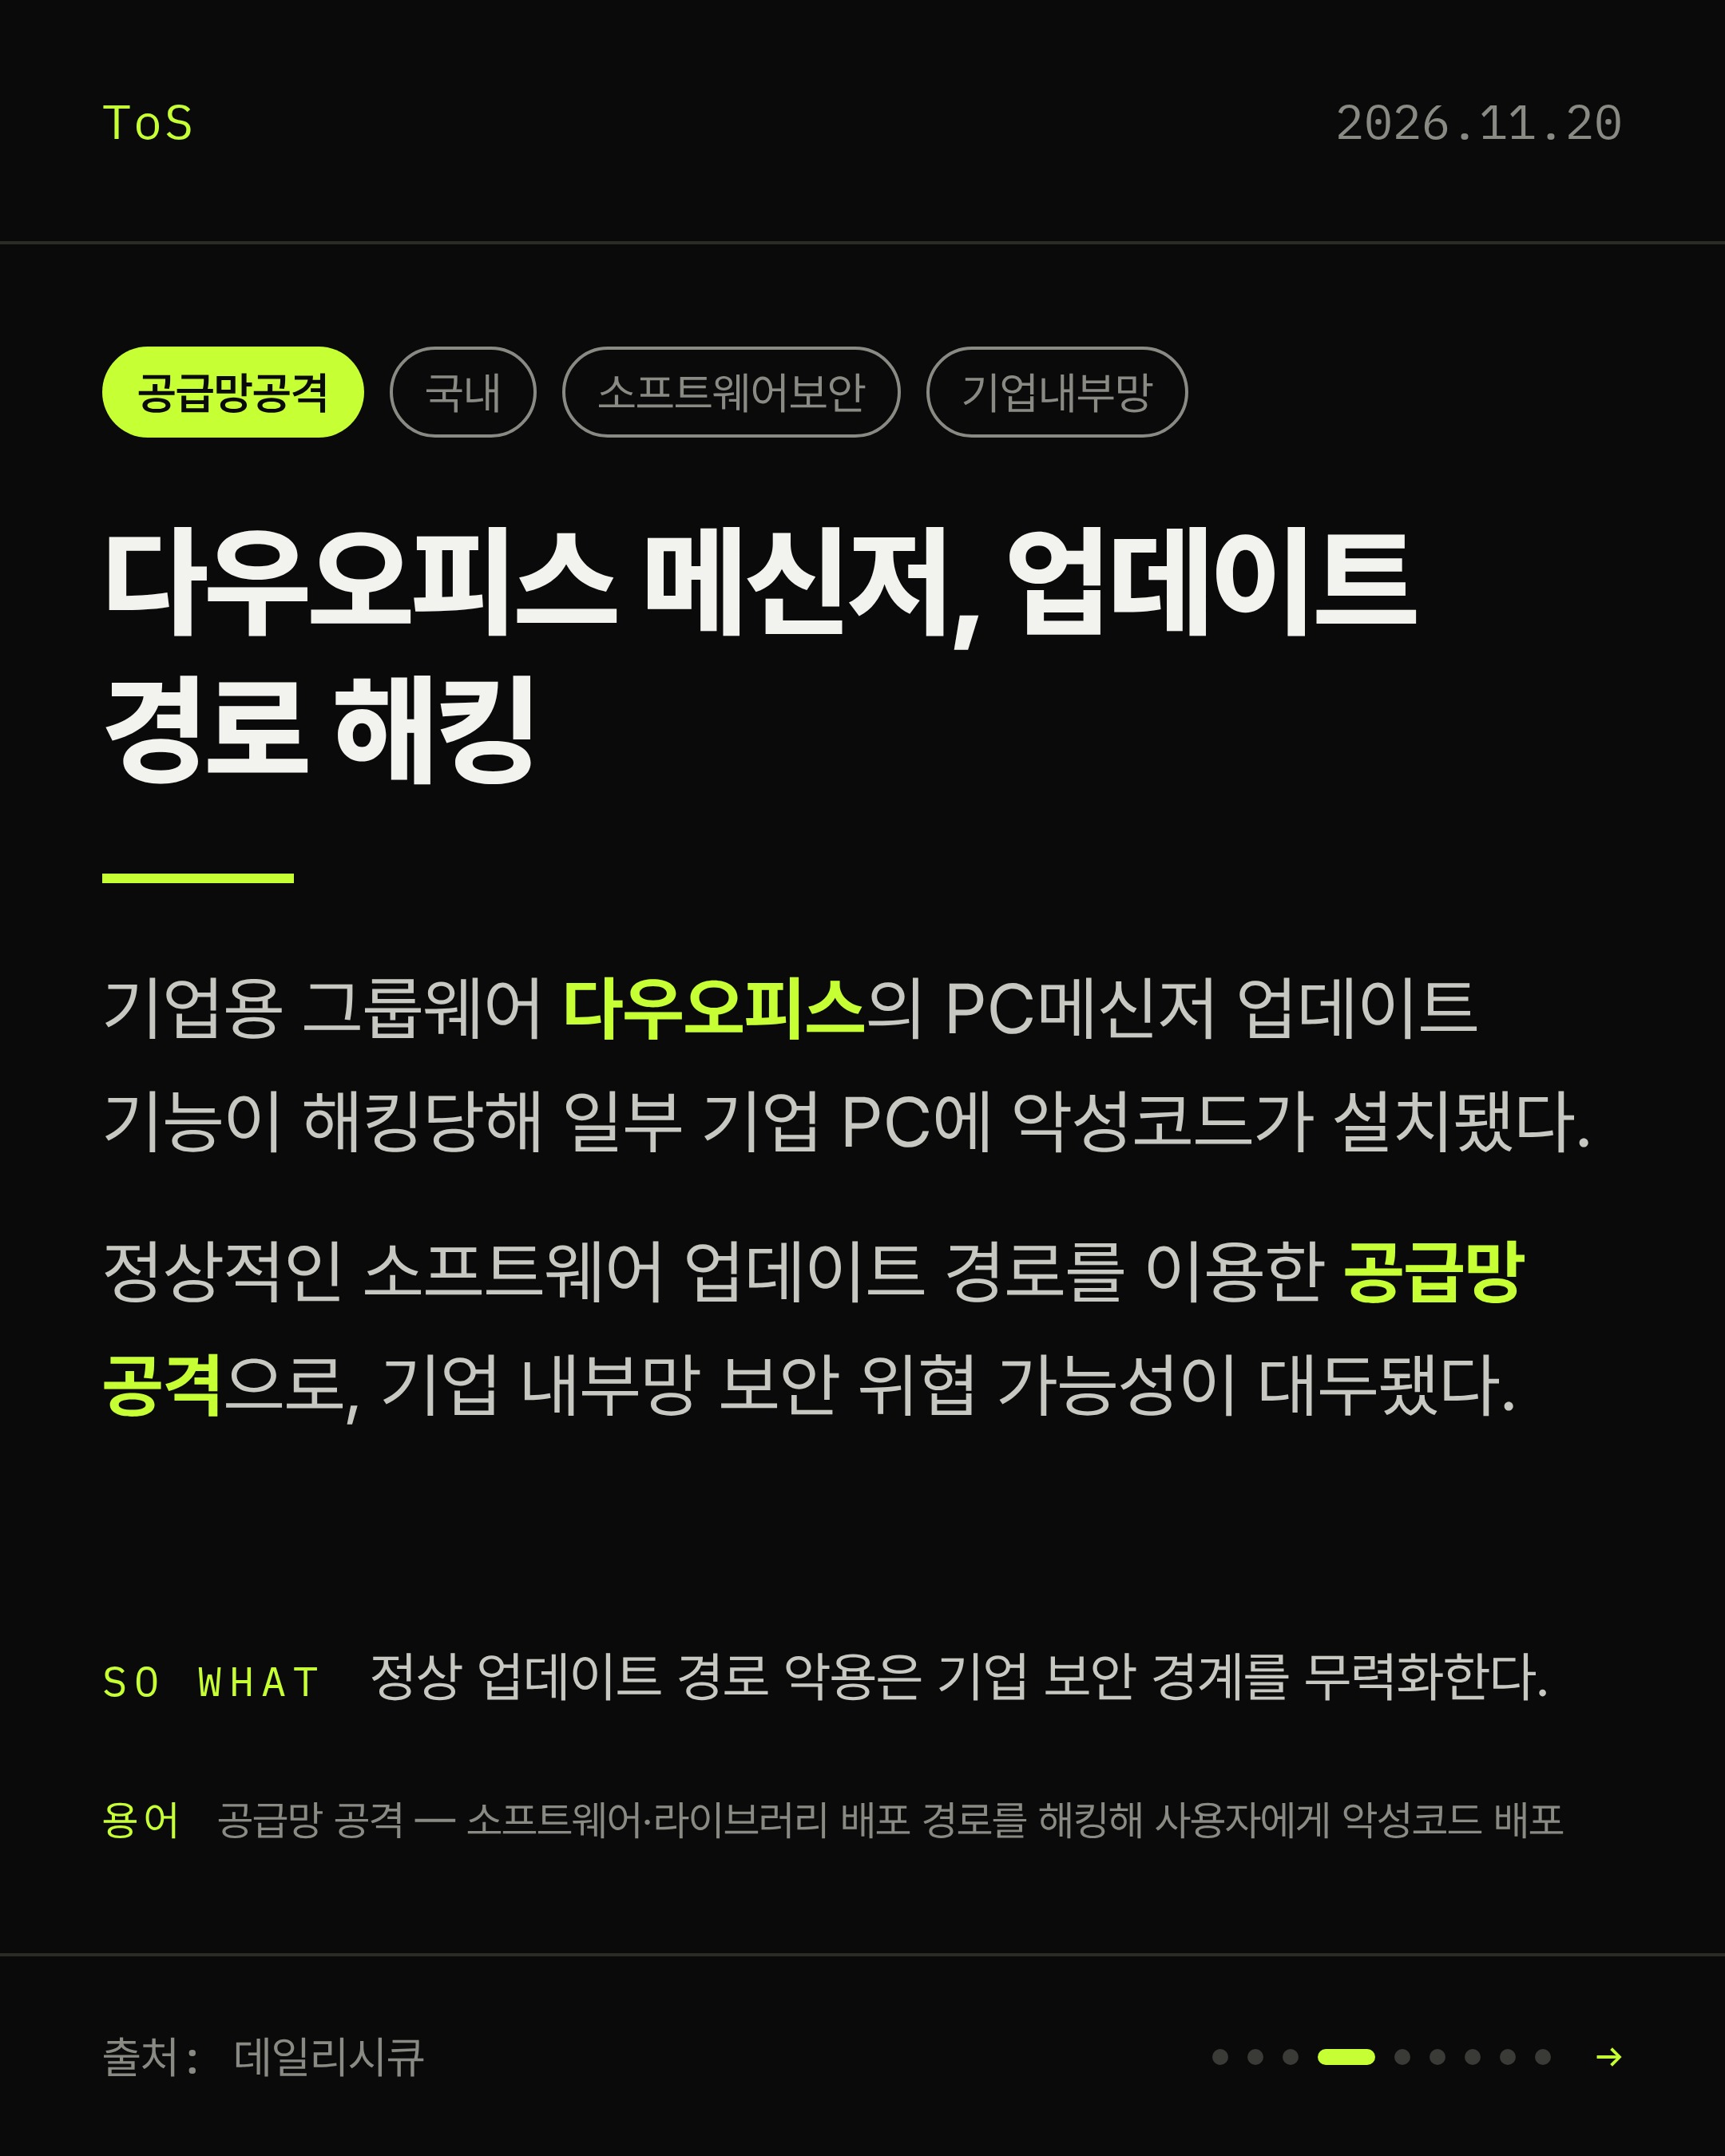 ToS
2026.11.20
공급망공격 국내 소프트웨어보안 기업내부망
다우오피스 메신저, 업데이트
경로 해킹
기업용 그룹웨어 다우오피스의 PC메신저 업데이트
기능이 해킹당해 일부 기업 PC에 악성코드가 설치됐다.
정상적인 소프트웨어 업데이트 경로를 이용한 공급망
공격으로, 기업 내부망 보안 위협 가능성이 대두됐다.
SO WHAT 정상 업데이트 경로 악용은 기업 보안 경계를 무력화한다.
용어 공급망 공격 — 소프트웨어·라이브러리 배포 경로를 해킹해 사용자에게 악성코드 배포
출처: 데일리시큐 →